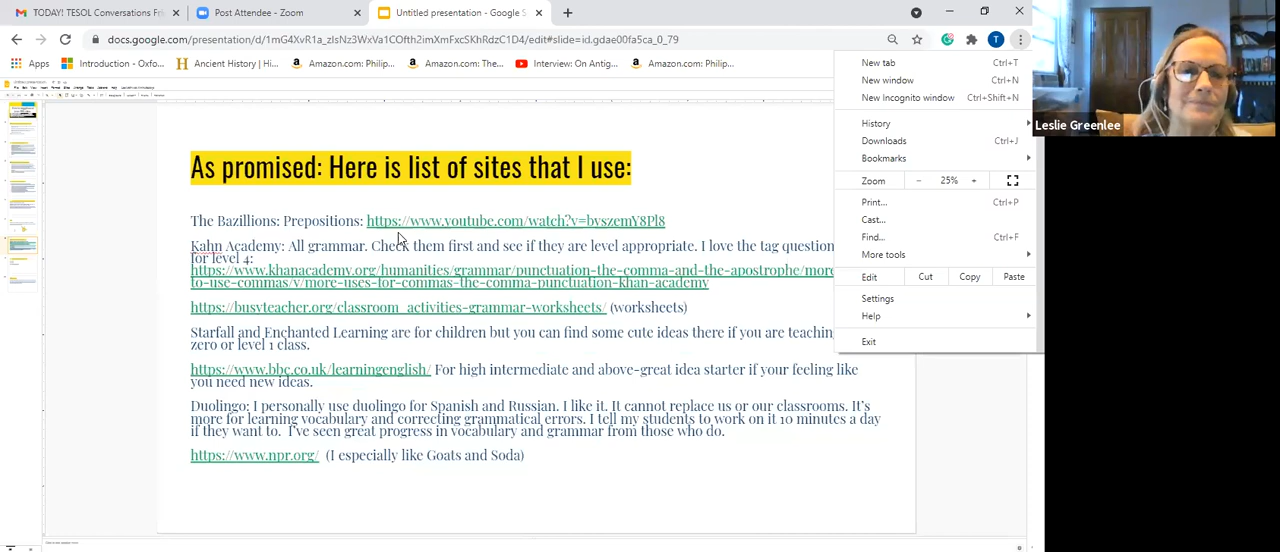 TODAY! TESOL Conversations Fr
Post Attendee - Zoom
Untitled presentation - Google S
docs.google.com/presentation/d/
/edit#slide=id.gdae00fa5ca_0_79
Apps
Introduction - Oxfo...
Ancient History | Hi...
Amazon.com: Philip...
Amazon.com: The...
Interview: On Antig...
Amazon.com: Phili...
New tab Ctrl+T
New window Ctrl+N
New incognito window Ctrl+Shift+N
History
Downloads Ctrl+J
Bookmarks
Zoom − 25% +
Print... Ctrl+P
Cast...
Find... Ctrl+F
More tools
Edit Cut Copy Paste
Settings
Help
Exit
Leslie Greenlee
As promised: Here is list of sites that I use:
The Bazillions: Prepositions: https://www.youtube.com/watch?v=byszemY8Pl8
Kahn Academy: All grammar. Check them first and see if they are level appropriate. I love the tag question
for level 4:
https://www.khanacademy.org/humanities/grammar/punctuation-the-comma-and-the-apostrophe/more
to-use-commas/v/more-uses-for-commas-the-comma-punctuation-khan-academy
https://busyteacher.org/classroom_activities-grammar-worksheets/ (worksheets)
Starfall and Enchanted Learning are for children but you can find some cute ideas there if you are teaching
zero or level 1 class.
https://www.bbc.co.uk/learningenglish/ For high intermediate and above-great idea starter if your feeling like
you need new ideas.
Duolingo: I personally use duolingo for Spanish and Russian. I like it. It cannot replace us or our classrooms. It's
more for learning vocabulary and correcting grammatical errors. I tell my students to work on it 10 minutes a day
if they want to. I've seen great progress in vocabulary and grammar from those who do.
https://www.npr.org/ (I especially like Goats and Soda)